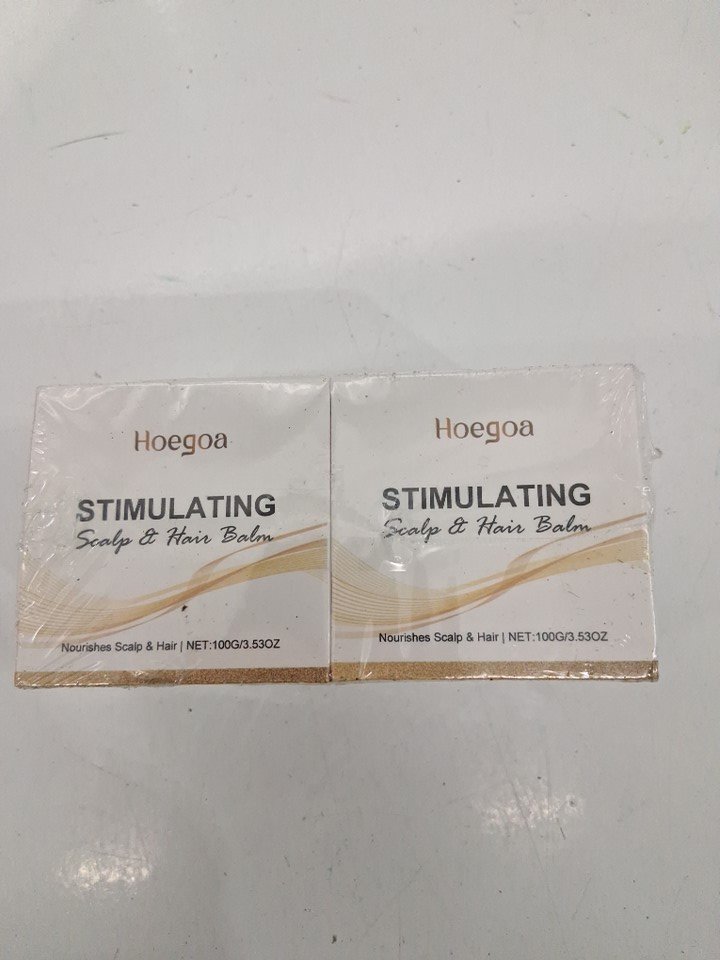 Hoegoa
STIMULATING
Scalp & Hair Balm
Nourishes Scalp & Hair | NET:100G/3.53OZ
Hoegoa
STIMULATING
Scalp & Hair Balm
Nourishes Scalp & Hair | NET:100G/3.53OZ